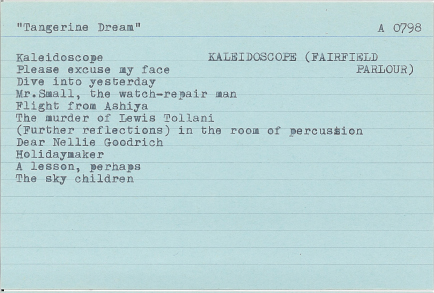 "Tangerine Dream" A 0798
Kaleidoscope KALEIDOSCOPE (FAIRFIELD
Please excuse my face PARLOUR)
Dive into yesterday
Mr.Small, the watch-repair man
Flight from Ashiya
The murder of Lewis Tollani
(Further reflections) in the room of percussion
Dear Nellie Goodrich
Holidaymaker
A lesson, perhaps
The sky children